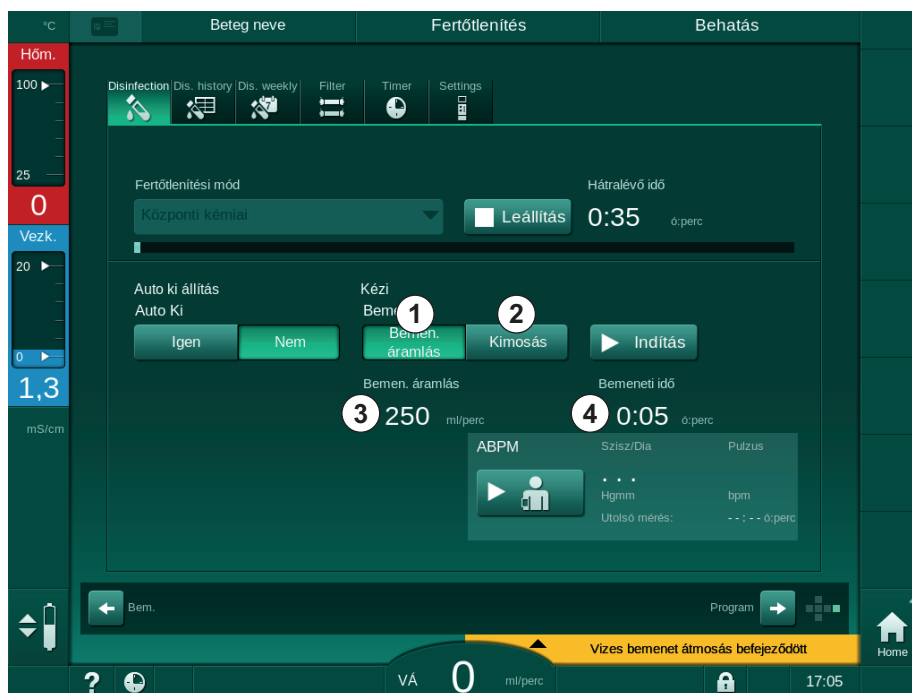 °C Beteg neve Fertőtlenítés Behatás
Hőm.
100
25
0
Vezk.
20
0
1,3
mS/cm
Disinfection Dis. history Dis. weekly Filter Timer Settings
7
Fertőtlenítési mód Hátralévő idő
Központi kémiai Leállítás 0:35 ó:perc
Auto ki állítás Kézi
Auto Ki Beme
1 2
Igen Nem Bemen. áramlás Kimosás Indítás
Bemen. áramlás Bemeneti idő
3 250 ml/perc 4 0:05 ó:perc
ABPM Szisz/Dia Pulzus
. . .
Hgmm bpm
Utolsó mérés: --:-- ó:perc
Bem. Program
Vizes bemenet átmosás befejeződött
Home
? VÁ 0 ml/perc 17:05